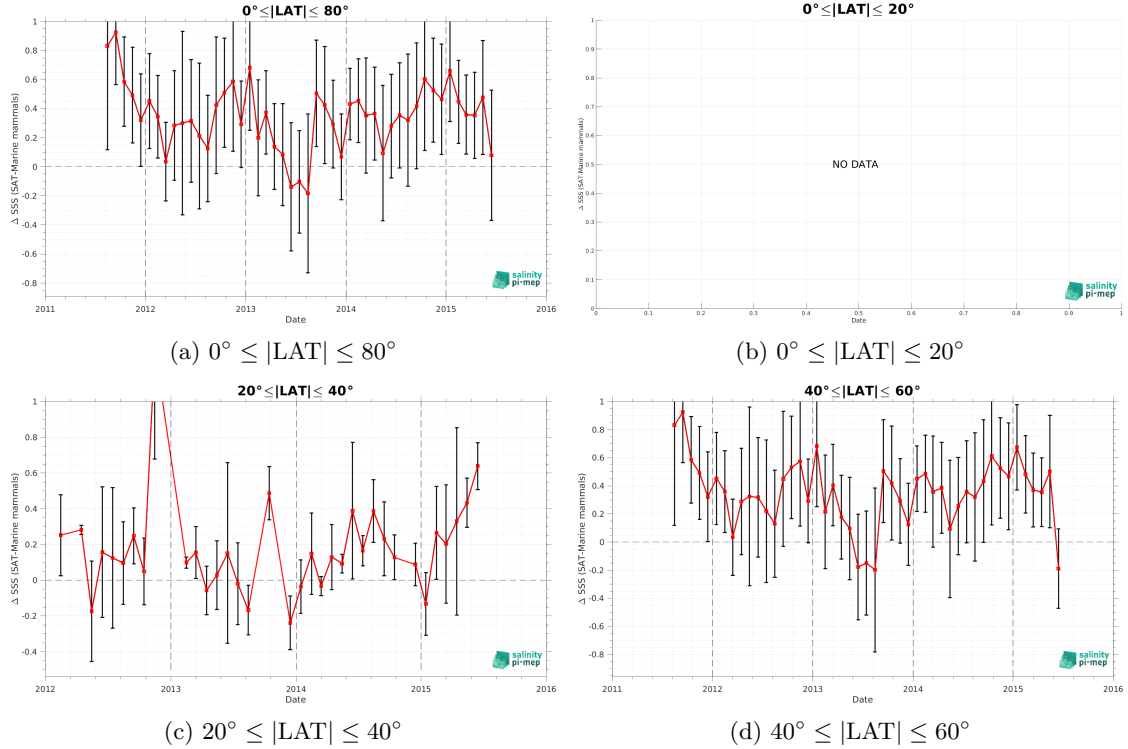 0°≤|LAT|≤ 80°
1
0.8
0.6
0.4
0.2
0
-0.2
-0.4
-0.6
-0.8
Δ SSS (SAT-Marine mammals)
2011
2012
2013
2014
2015
2016
Date
salinity
pi-mep
(a) 0° ≤ |LAT| ≤ 80°
0°≤|LAT|≤ 20°
1
0.9
0.8
0.7
0.6
0.5
0.4
0.3
0.2
0.1
0
Δ SSS (SAT-Marine mammals)
NO DATA
0
0.1
0.2
0.3
0.4
0.5
0.6
0.7
0.8
0.9
1
Date
salinity
pi-mep
(b) 0° ≤ |LAT| ≤ 20°
20°≤|LAT|≤ 40°
1
0.8
0.6
0.4
0.2
0
-0.2
-0.4
Δ SSS (SAT-Marine mammals)
2012
2013
2014
2015
2016
Date
salinity
pi-mep
(c) 20° ≤ |LAT| ≤ 40°
40°≤|LAT|≤ 60°
1
0.8
0.6
0.4
0.2
0
-0.2
-0.4
-0.6
-0.8
Δ SSS (SAT-Marine mammals)
2011
2012
2013
2014
2015
2016
Date
salinity
pi-mep
(d) 40° ≤ |LAT| ≤ 60°